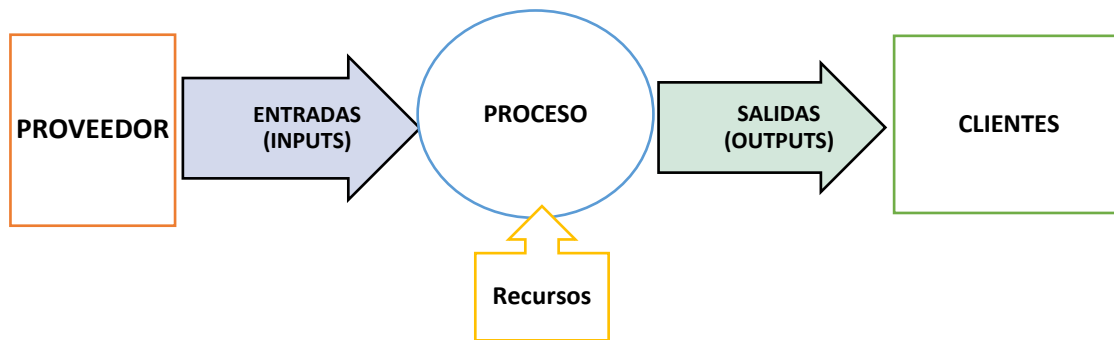 PROVEEDOR
ENTRADAS
(INPUTS)
PROCESO
SALIDAS
(OUTPUTS)
CLIENTES
Recursos